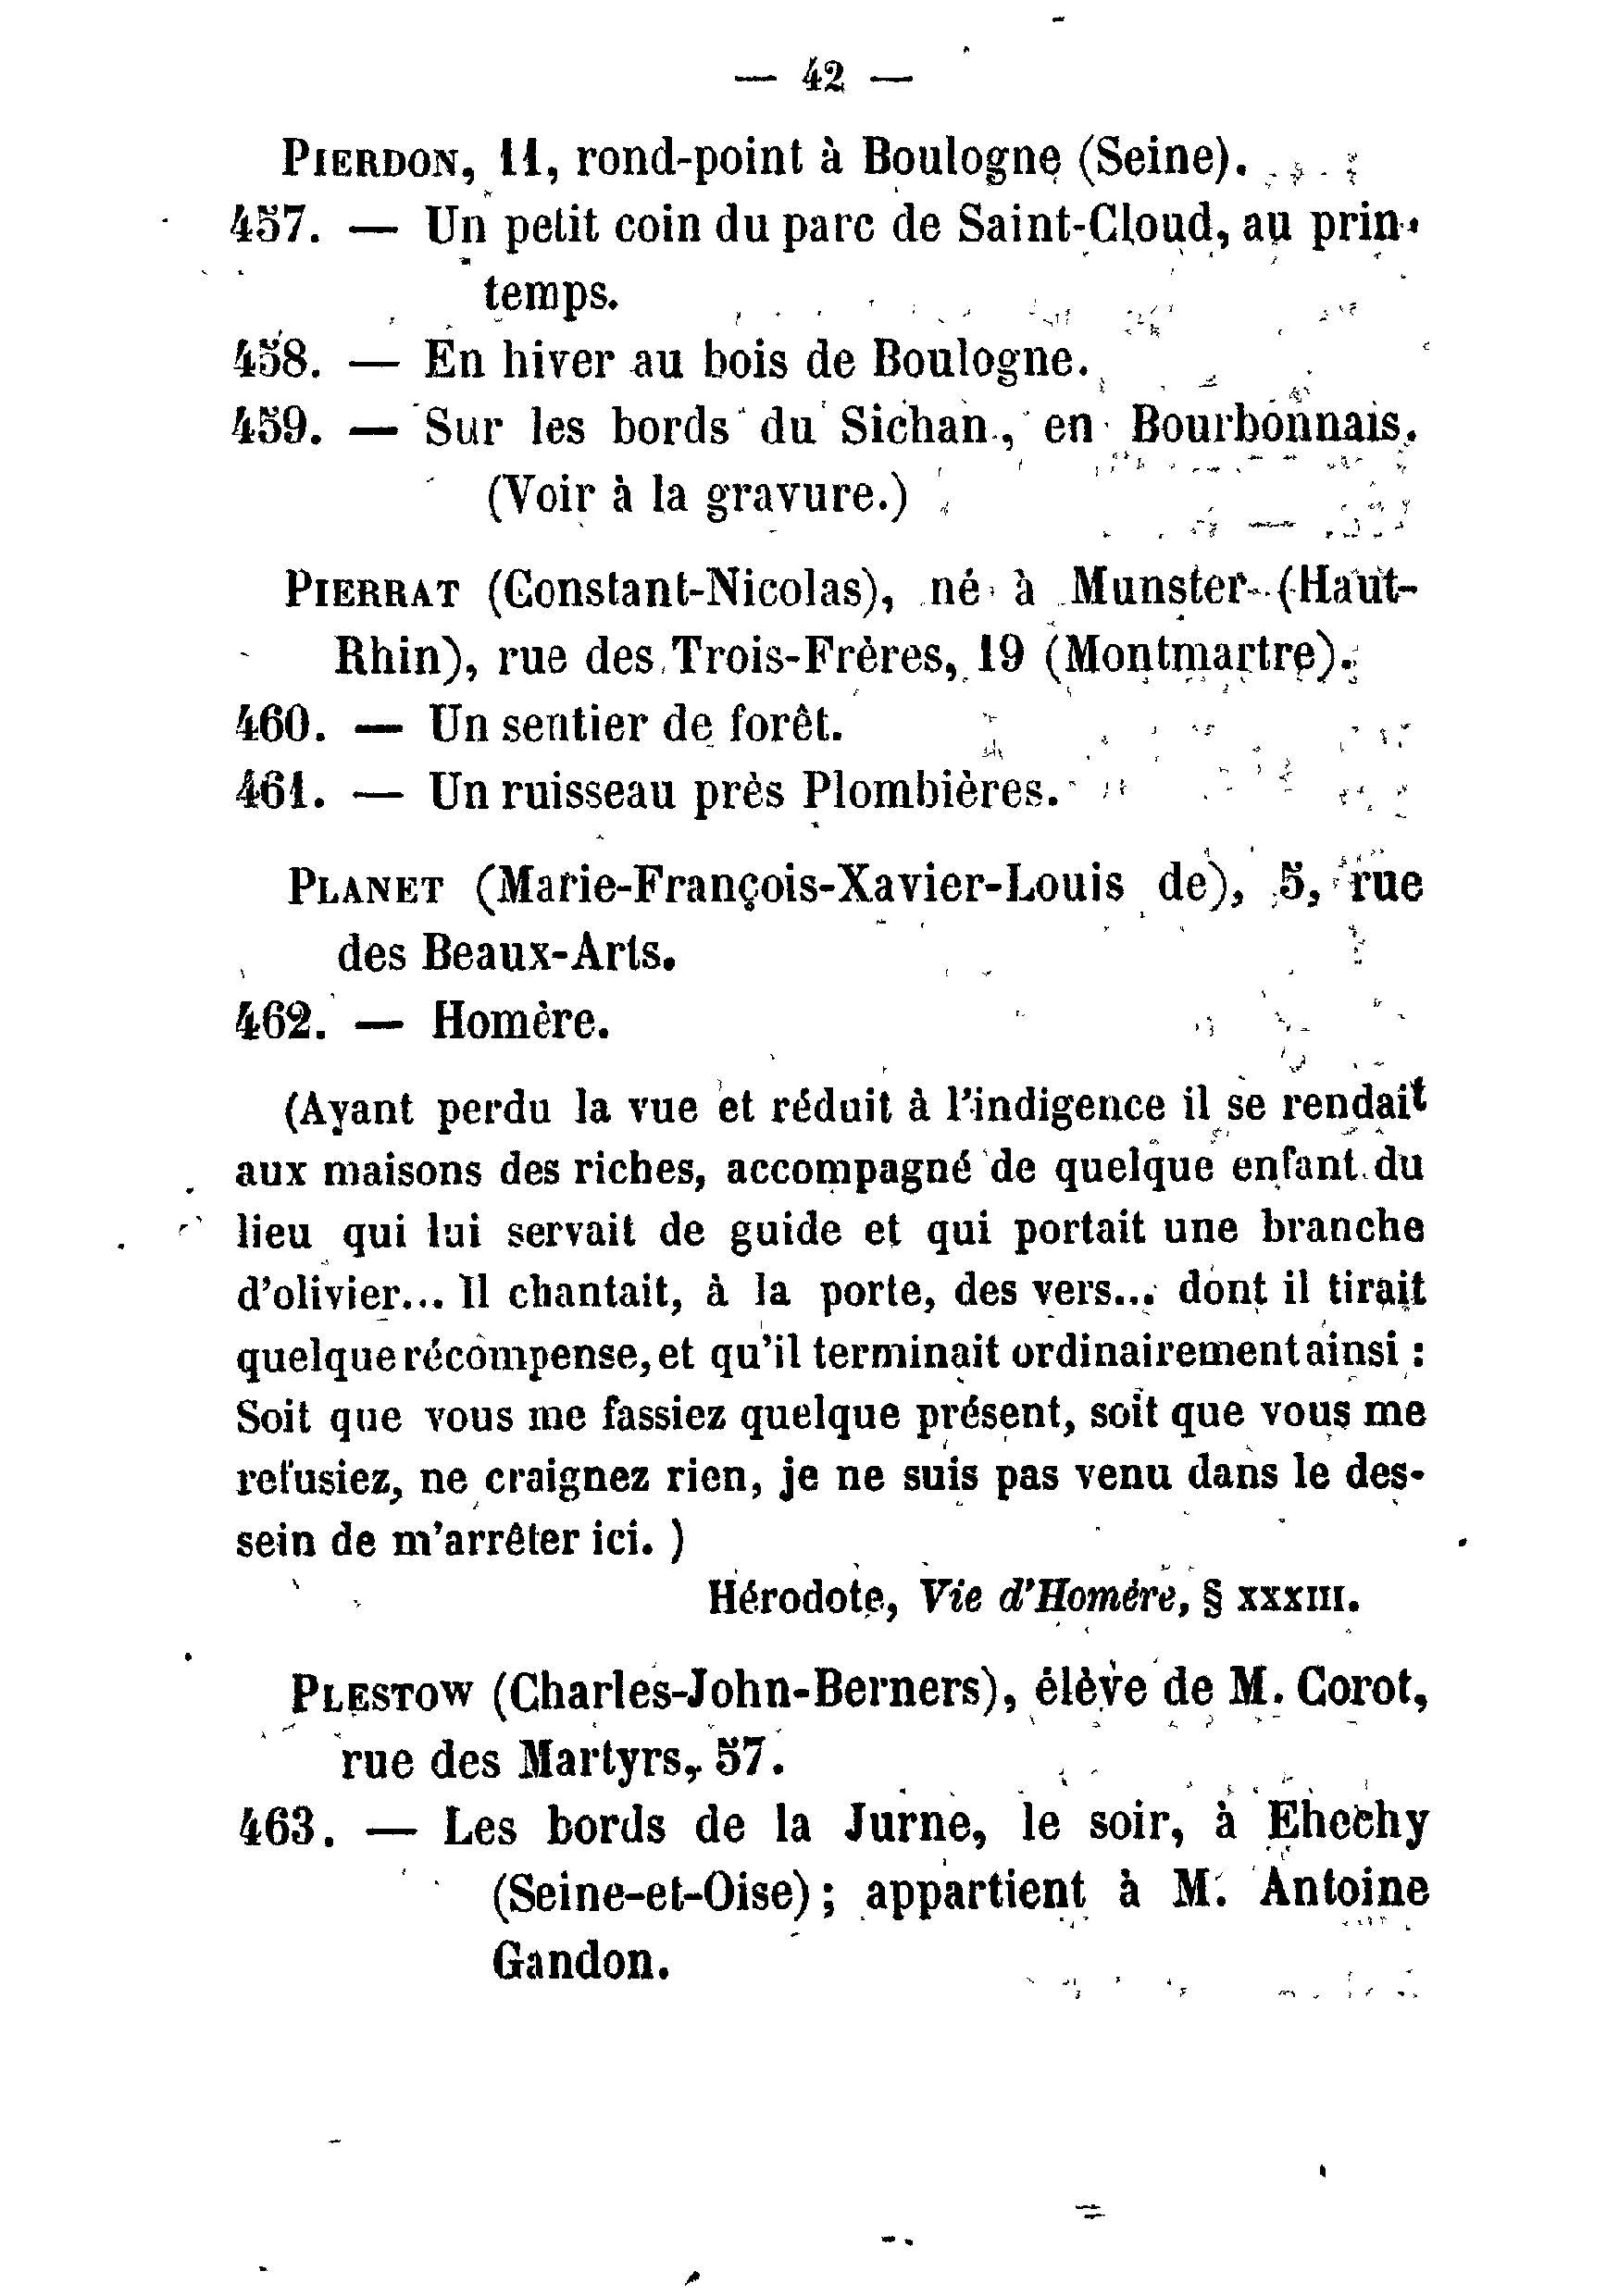 — 42 —
PIERDON, 11, rond-point à Boulogne (Seine).
457. — Un petit coin du parc de Saint-Cloud, au prin-
temps.
458. — En hiver au bois de Boulogne.
459. — Sur les bords du Sichan, en Bourbonnais.
(Voir à la gravure.)
PIERRAT (Constant-Nicolas), né à Munster (Haut-
Rhin), rue des Trois-Frères, 19 (Montmartre).
460. — Un sentier de forêt.
461. — Un ruisseau près Plombières.
PLANET (Marie-François-Xavier-Louis de), 5, rue
des Beaux-Arts.
462. — Homère.
(Ayant perdu la vue et réduit à l'indigence il se rendait
aux maisons des riches, accompagné de quelque enfant du
lieu qui lui servait de guide et qui portait une branche
d'olivier... Il chantait, à la porte, des vers... dont il tirait
quelque récompense, et qu'il terminait ordinairement ainsi :
Soit que vous me fassiez quelque présent, soit que vous me
refusiez, ne craignez rien, je ne suis pas venu dans le des-
sein de m'arrêter ici. )
Hérodote, Vie d'Homére, § XXXIII.
PLESTOW (Charles-John-Berners), élève de M. Corot,
rue des Martyrs, 57.
463. — Les bords de la Jurne, le soir, à Ehechy
(Seine-et-Oise) ; appartient à M. Antoine
Gandon.